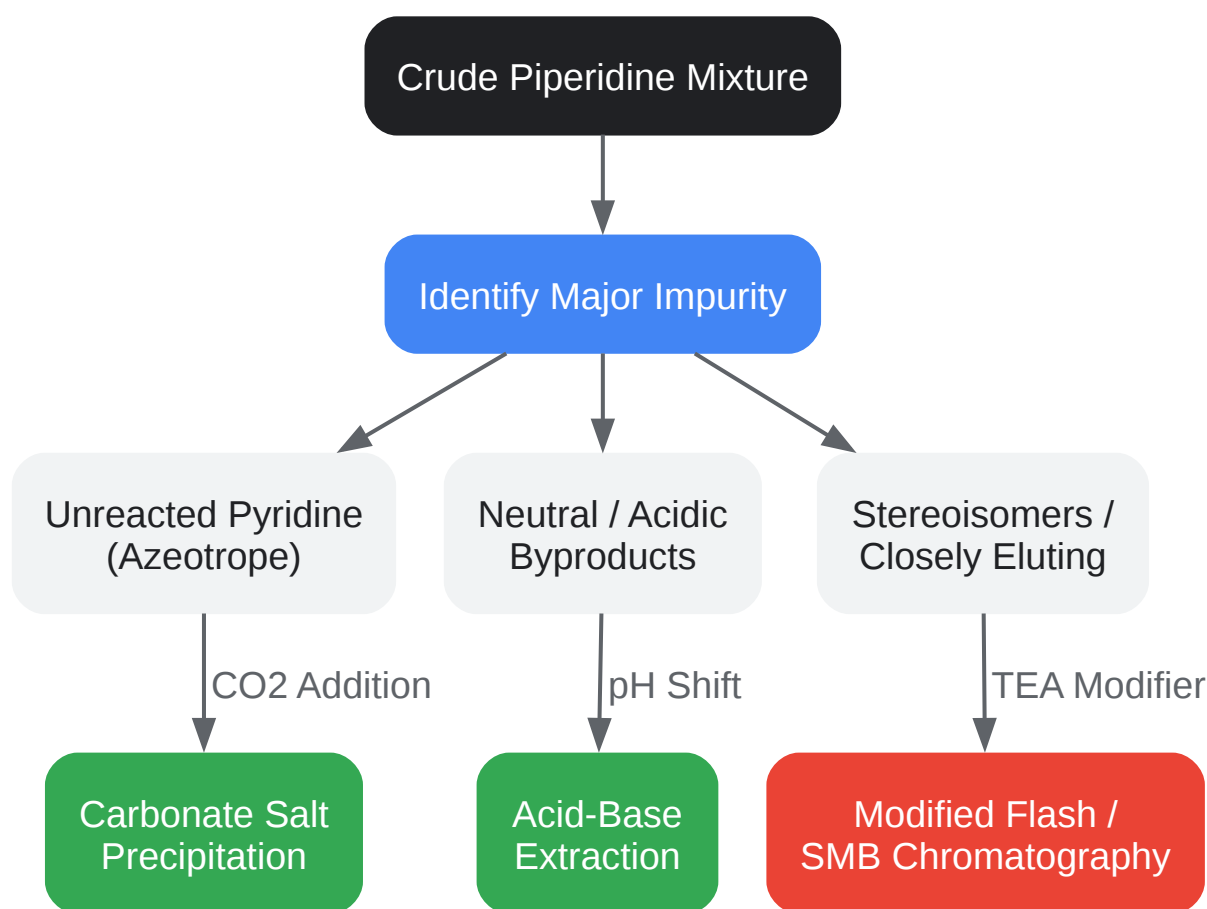 Crude Piperidine Mixture
Identify Major Impurity
Unreacted Pyridine
(Azeotrope)
Neutral / Acidic
Byproducts
Stereoisomers /
Closely Eluting
CO2 Addition
pH Shift
TEA Modifier
Carbonate Salt
Precipitation
Acid-Base
Extraction
Modified Flash /
SMB Chromatography